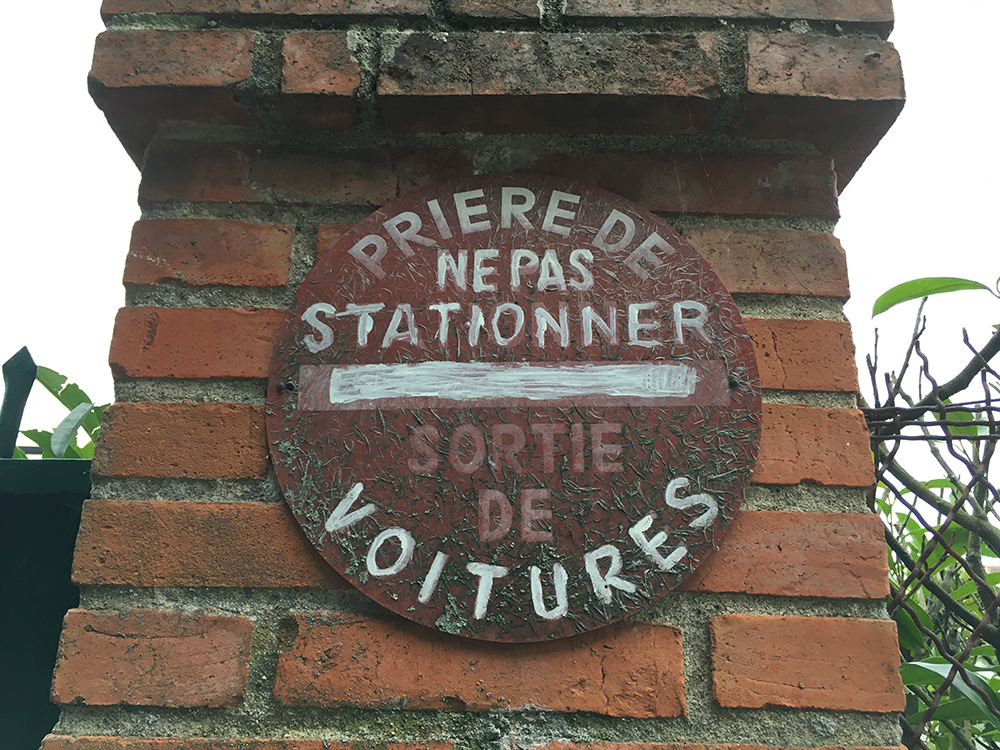 PRIERE DE
NE PAS
STATIONNER
SORTIE
DE
VOITURES